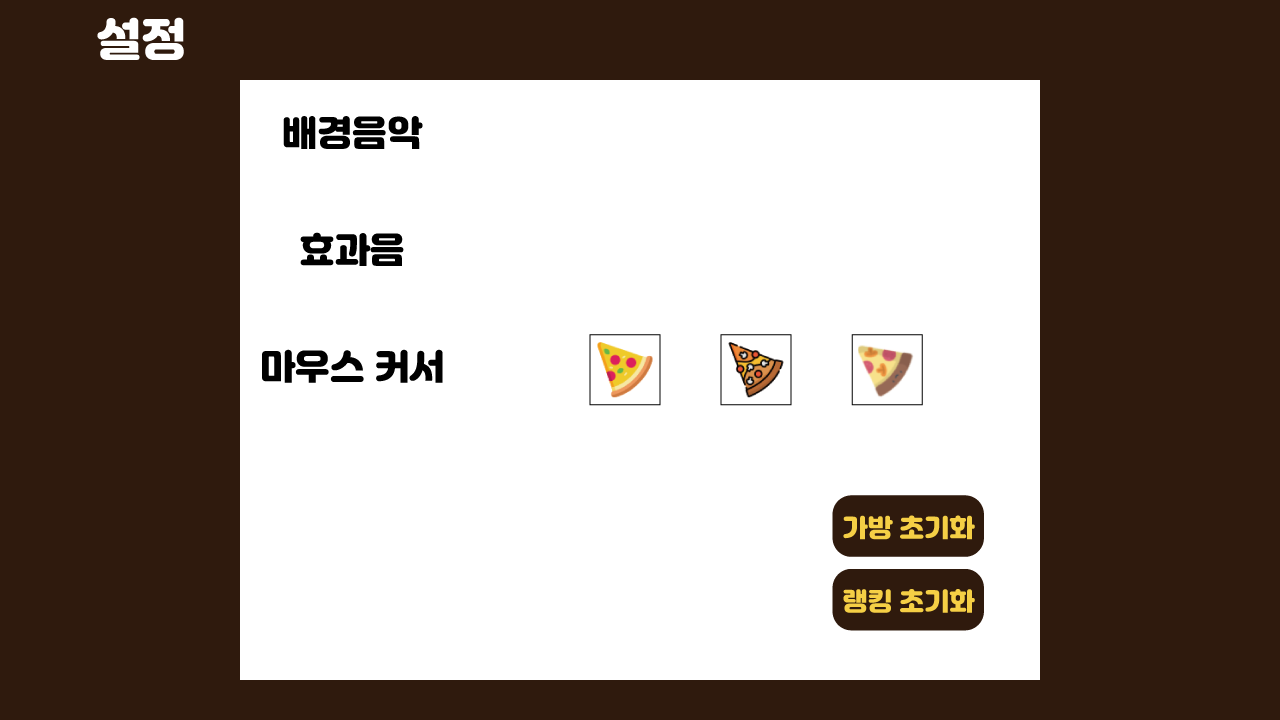 설정
배경음악
효과음
마우스 커서
가방 초기화
랭킹 초기화